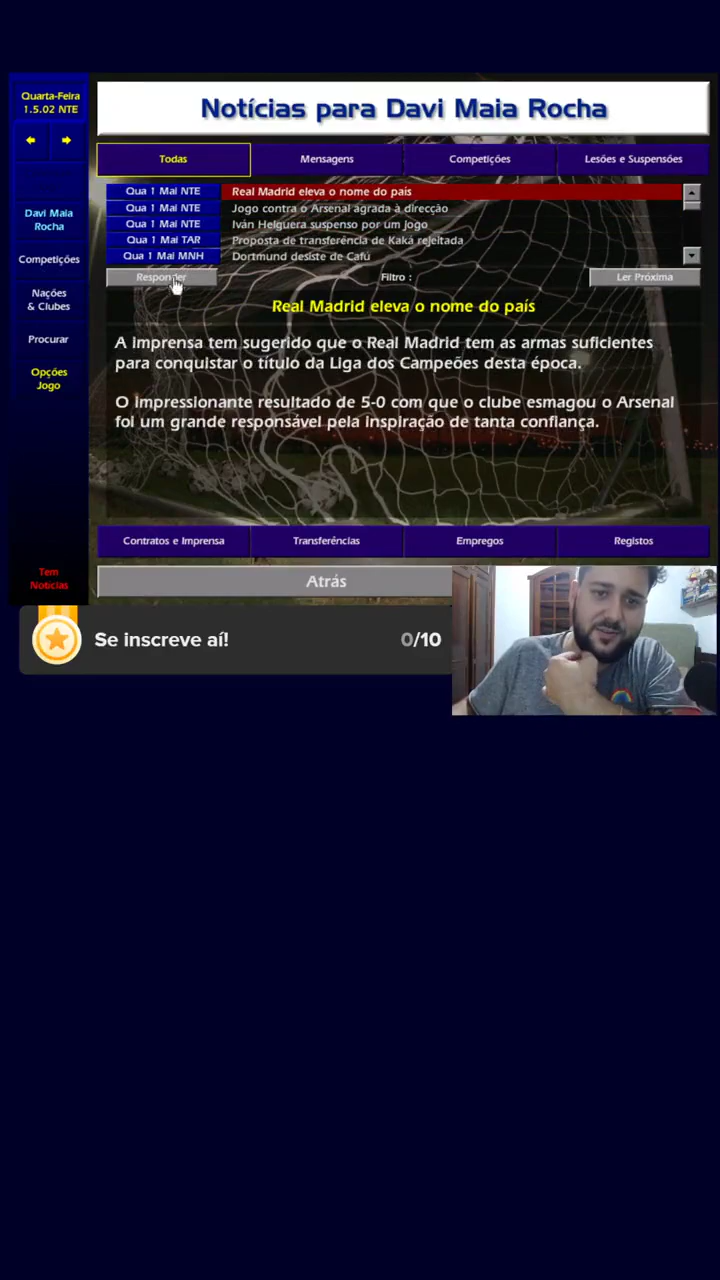 Quarta-Feira
1.5.02 NTE
Notícias para Davi Maia Rocha
Todas
Mensagens
Competições
Lesões e Suspensões
Davi Maia
Rocha
Competições
Nações
& Clubes
Procurar
Opções
Jogo
Tem
Notícias
Qua 1 Mai NTE Real Madrid eleva o nome do país
Qua 1 Mai NTE Jogo contra o Arsenal agrada à direcção
Qua 1 Mai NTE Iván Helguera suspenso por um jogo
Qua 1 Mai TAR Proposta de transferência de Kaká rejeitada
Qua 1 Mai MNH Dortmund desiste de Cafú
Responder
Filtro :
Ler Próxima
Real Madrid eleva o nome do país
A imprensa tem sugerido que o Real Madrid tem as armas suficientes
para conquistar o título da Liga dos Campeões desta época.
O impressionante resultado de 5-0 com que o clube esmagou o Arsenal
foi um grande responsável pela inspiração de tanta confiança.
Contratos e Imprensa
Transferências
Empregos
Registos
Atrás
Se inscreve aí!
0/10